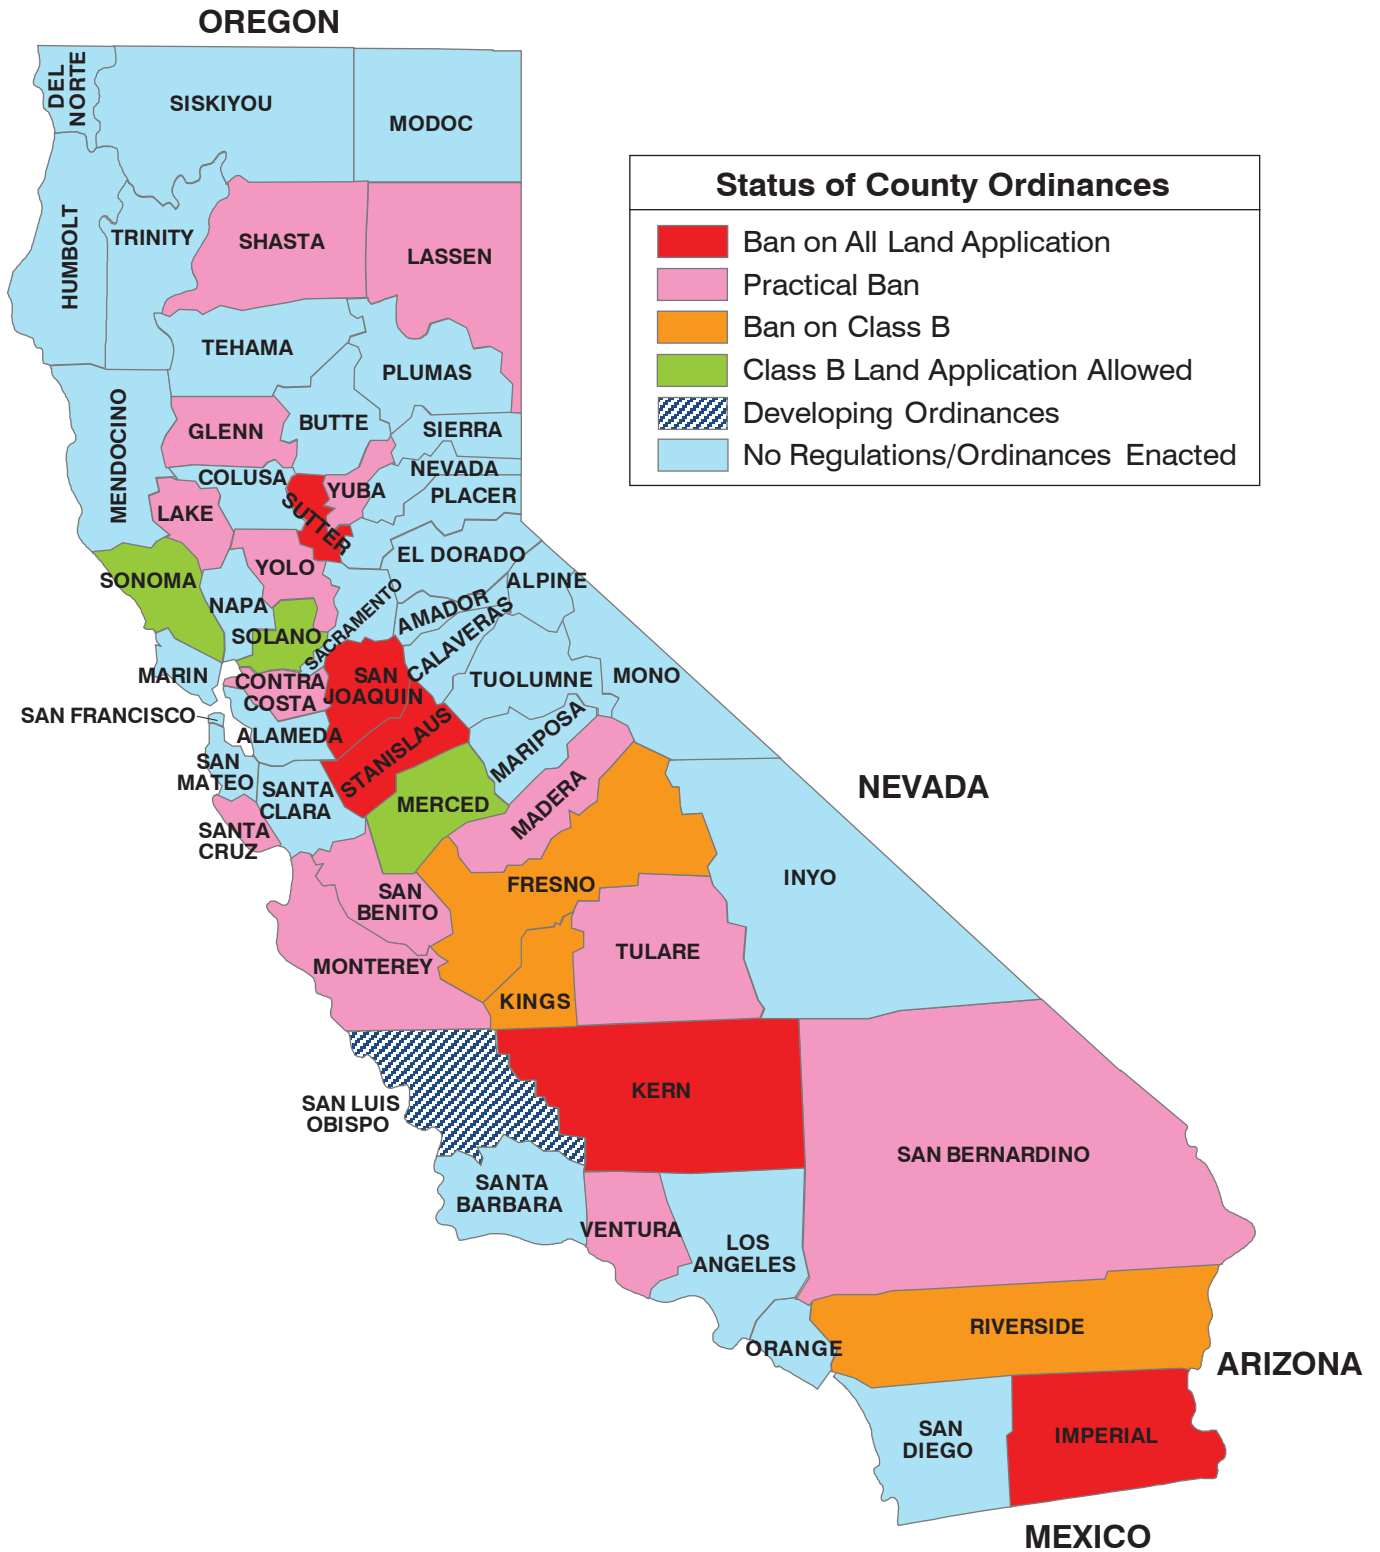 OREGON
DEL
NORTE
SISKIYOU
MODOC
Status of County Ordinances
Ban on All Land Application
Practical Ban
Ban on Class B
Class B Land Application Allowed
Developing Ordinances
No Regulations/Ordinances Enacted
HUMBOLT
TRINITY
SHASTA
LASSEN
TEHAMA
PLUMAS
MENDOCINO
GLENN
BUTTE
SIERRA
COLUSA
NEVADA
YUBA
PLACER
LAKE
SUTTER
EL DORADO
YOLO
SONOMA
ALPINE
NAPA
SACRAMENTO
AMADOR
SOLANO
CALAVERAS
MARIN
CONTRA
COSTA
SAN
JOAQUIN
TUOLUMNE
MONO
SAN FRANCISCO
ALAMEDA
STANISLAUS
MARIPOSA
SAN
MATEO
SANTA
CLARA
MERCED
MADERA
NEVADA
SANTA
CRUZ
INYO
FRESNO
SAN
BENITO
TULARE
MONTEREY
KINGS
KERN
SAN LUIS
OBISPO
SAN BERNARDINO
SANTA
BARBARA
VENTURA
LOS
ANGELES
RIVERSIDE
ORANGE
ARIZONA
SAN
DIEGO
IMPERIAL
MEXICO